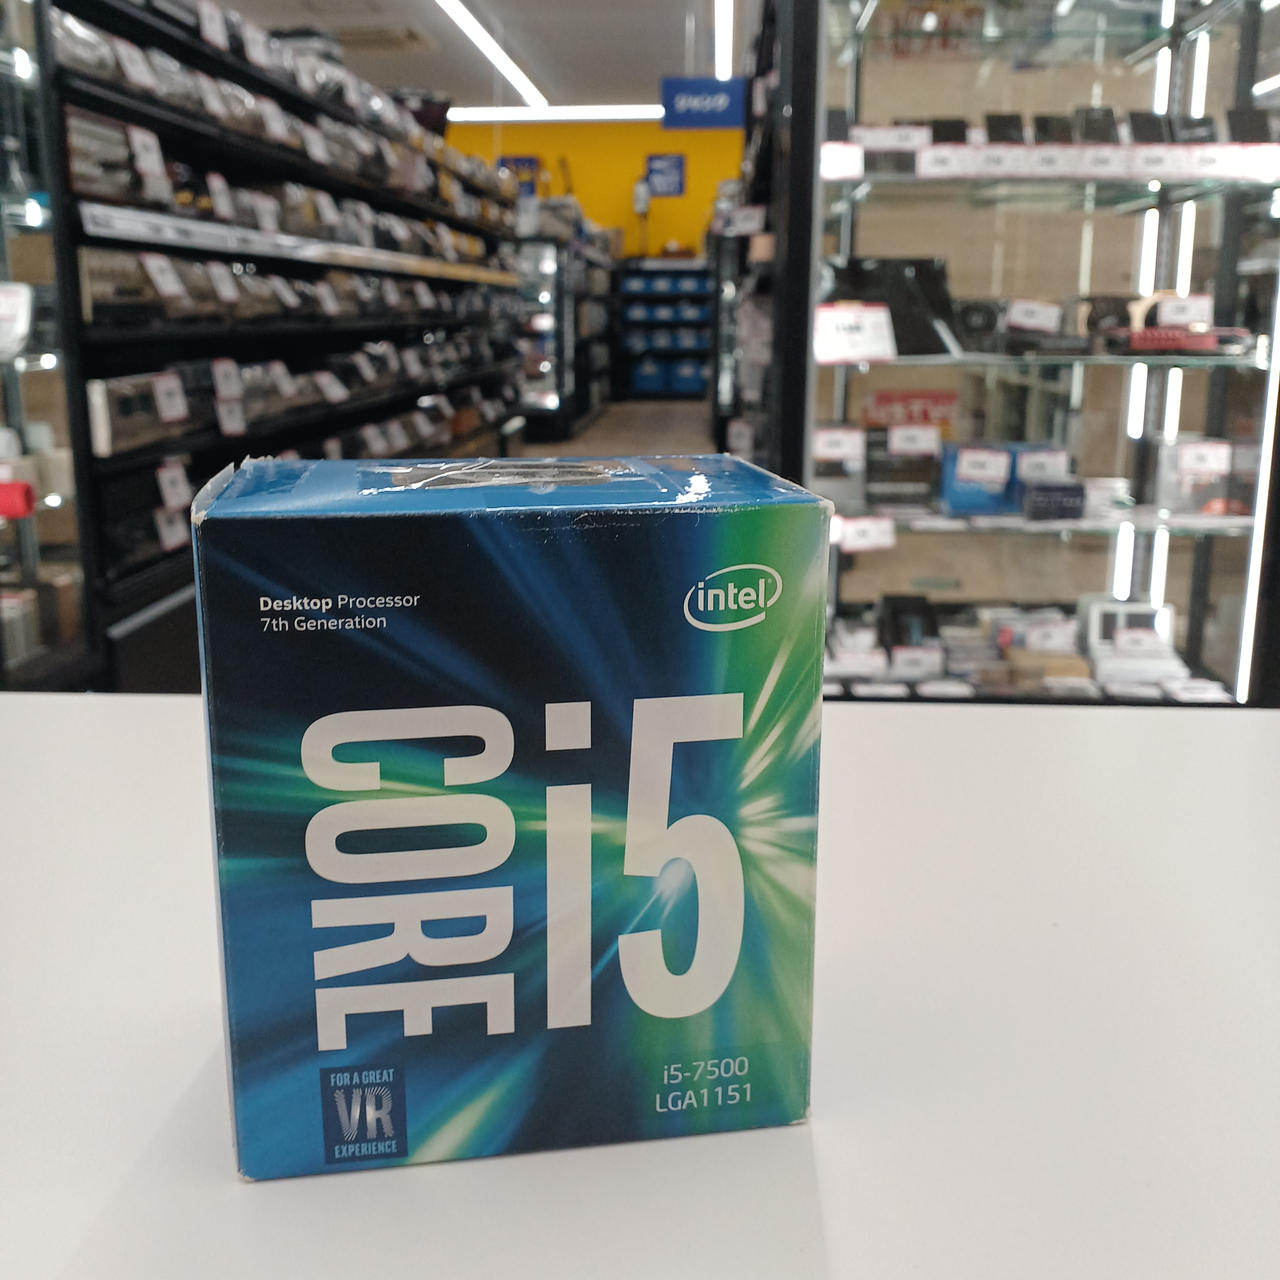 Desktop Processor
7th Generation
intel
CORE i5
i5-7500
LGA1151
FOR A GREAT
VR
EXPERIENCE